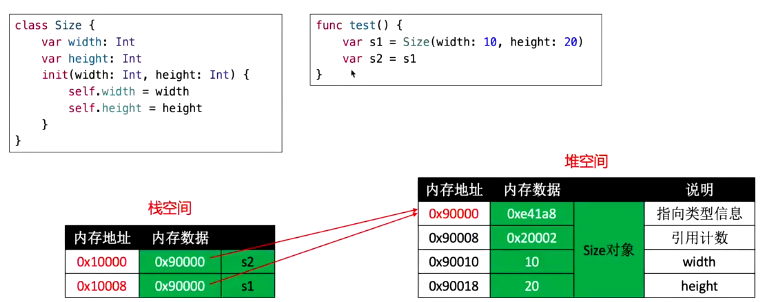 class Size {
var width: Int
var height: Int
init(width: Int, height: Int) {
self.width = width
self.height = height
}
}
func test() {
var s1 = Size(width: 10, height: 20)
var s2 = s1
}
栈空间
内存地址 内存数据
0x10000 0x90000 s2
0x10008 0x90000 s1
堆空间
内存地址 内存数据 说明
0x90000 0xe41a8 指向类型信息
0x90008 0x20002 引用计数
Size对象
0x90010 10 width
0x90018 20 height